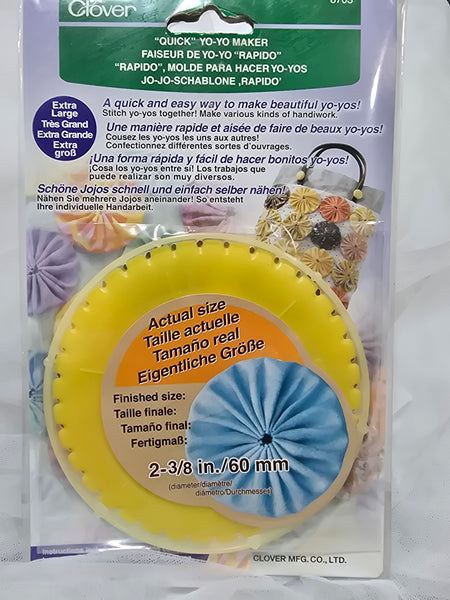 Clover
"QUICK" YO-YO MAKER
FAISEUR DE YO-YO "RAPIDO"
"RAPIDO", MOLDE PARA HACER YO-YOS
JO-JO-SCHABLONE ‚RAPIDO'
Extra
Large
Très Grand
Extra Grande
Extra
groß
A quick and easy way to make beautiful yo-yos!
Stitch yo-yos together! Make various kinds of handiwork.
Une manière rapide et aisée de faire de beaux yo-yos!
Cousez les yo-yos les uns aux autres!
Confectionnez différentes sortes d'ouvrages.
¡Una forma rápida y fácil de hacer bonitos yo-yos!
¡Cosa los yo-yos entre sí! Los trabajos que
puede realizar son muy diversos.
Schöne Jojos schnell und einfach selber nähen!
Nähen Sie mehrere Jojos aneinander! So entsteht
Ihre individuelle Handarbeit.
Actual size
Taille actuelle
Tamaño real
Eigentliche Größe
Finished size:
Taille finale:
Tamaño final:
Fertigmaß:
2-3/8 in./60 mm
(diameter/diamètre/
diámetro/Durchmesser)
Instructions
CLOVER MFG. CO., LTD.